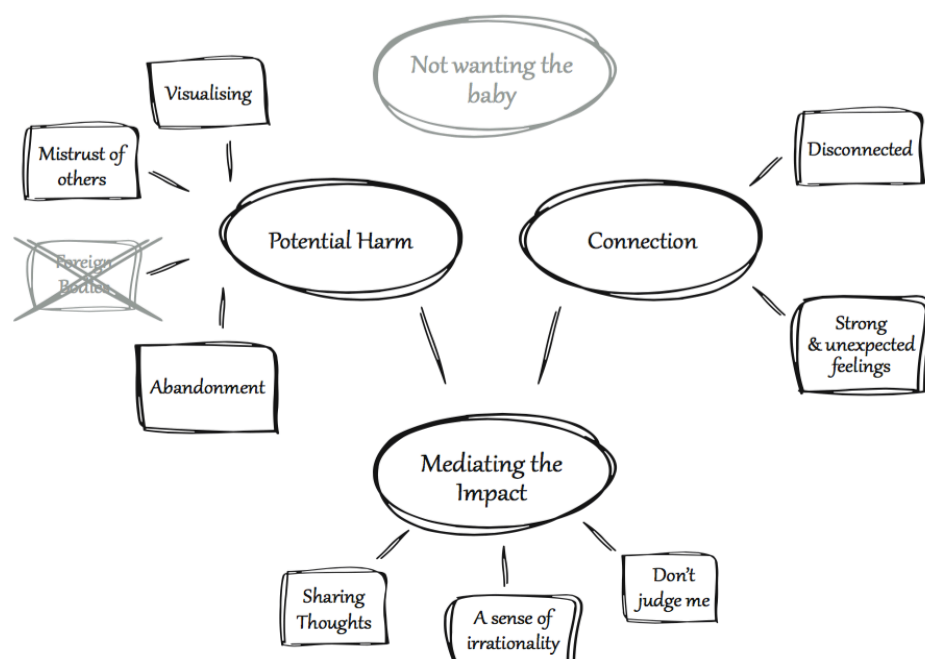 Not wanting the
baby
Visualising
Mistrust of
others
Disconnected
Potential Harm
Connection
Foreign
Bodies
Strong
& unexpected
feelings
Abandonment
Mediating the
Impact
Sharing
Thoughts
A sense of
irrationality
Don't
judge me